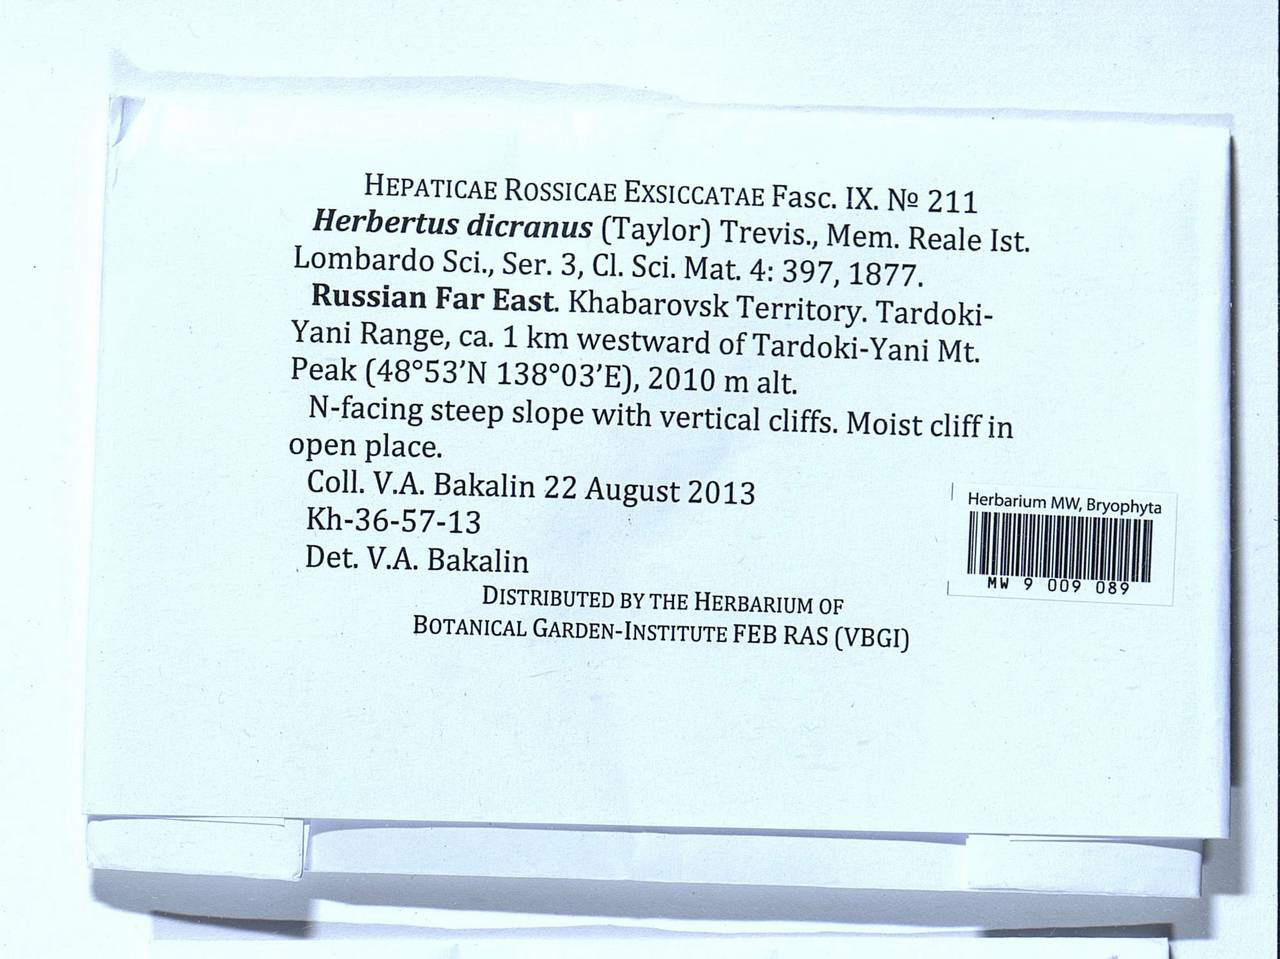 HEPATICAE ROSSICAE EXSICCATAE Fasc. IX. № 211
Herbertus dicranus (Taylor) Trevis., Mem. Reale Ist.
Lombardo Sci., Ser. 3, Cl. Sci. Mat. 4: 397, 1877.
Russian Far East. Khabarovsk Territory. Tardoki-
Yani Range, ca. 1 km westward of Tardoki-Yani Mt.
Peak (48°53’N 138°03’E), 2010 m alt.
N-facing steep slope with vertical cliffs. Moist cliff in
open place.
Coll. V.A. Bakalin 22 August 2013
Kh-36-57-13
Det. V.A. Bakalin
DISTRIBUTED BY THE HERBARIUM OF
BOTANICAL GARDEN-INSTITUTE FEB RAS (VBGI)
Herbarium MW, Bryophyta
MW 9 009 089